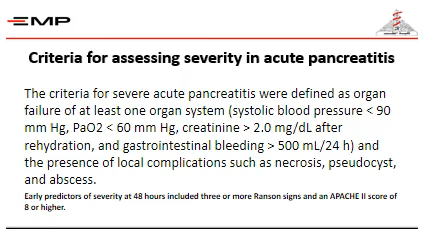 EMP
Criteria for assessing severity in acute pancreatitis
The criteria for severe acute pancreatitis were defined as organ
failure of at least one organ system (systolic blood pressure < 90
mm Hg, PaO2 < 60 mm Hg, creatinine > 2.0 mg/dL after
rehydration, and gastrointestinal bleeding > 500 mL/24 h) and
the presence of local complications such as necrosis, pseudocyst,
and abscess.
Early predictors of severity at 48 hours included three or more Ranson signs and an APACHE II score of
8 or higher.